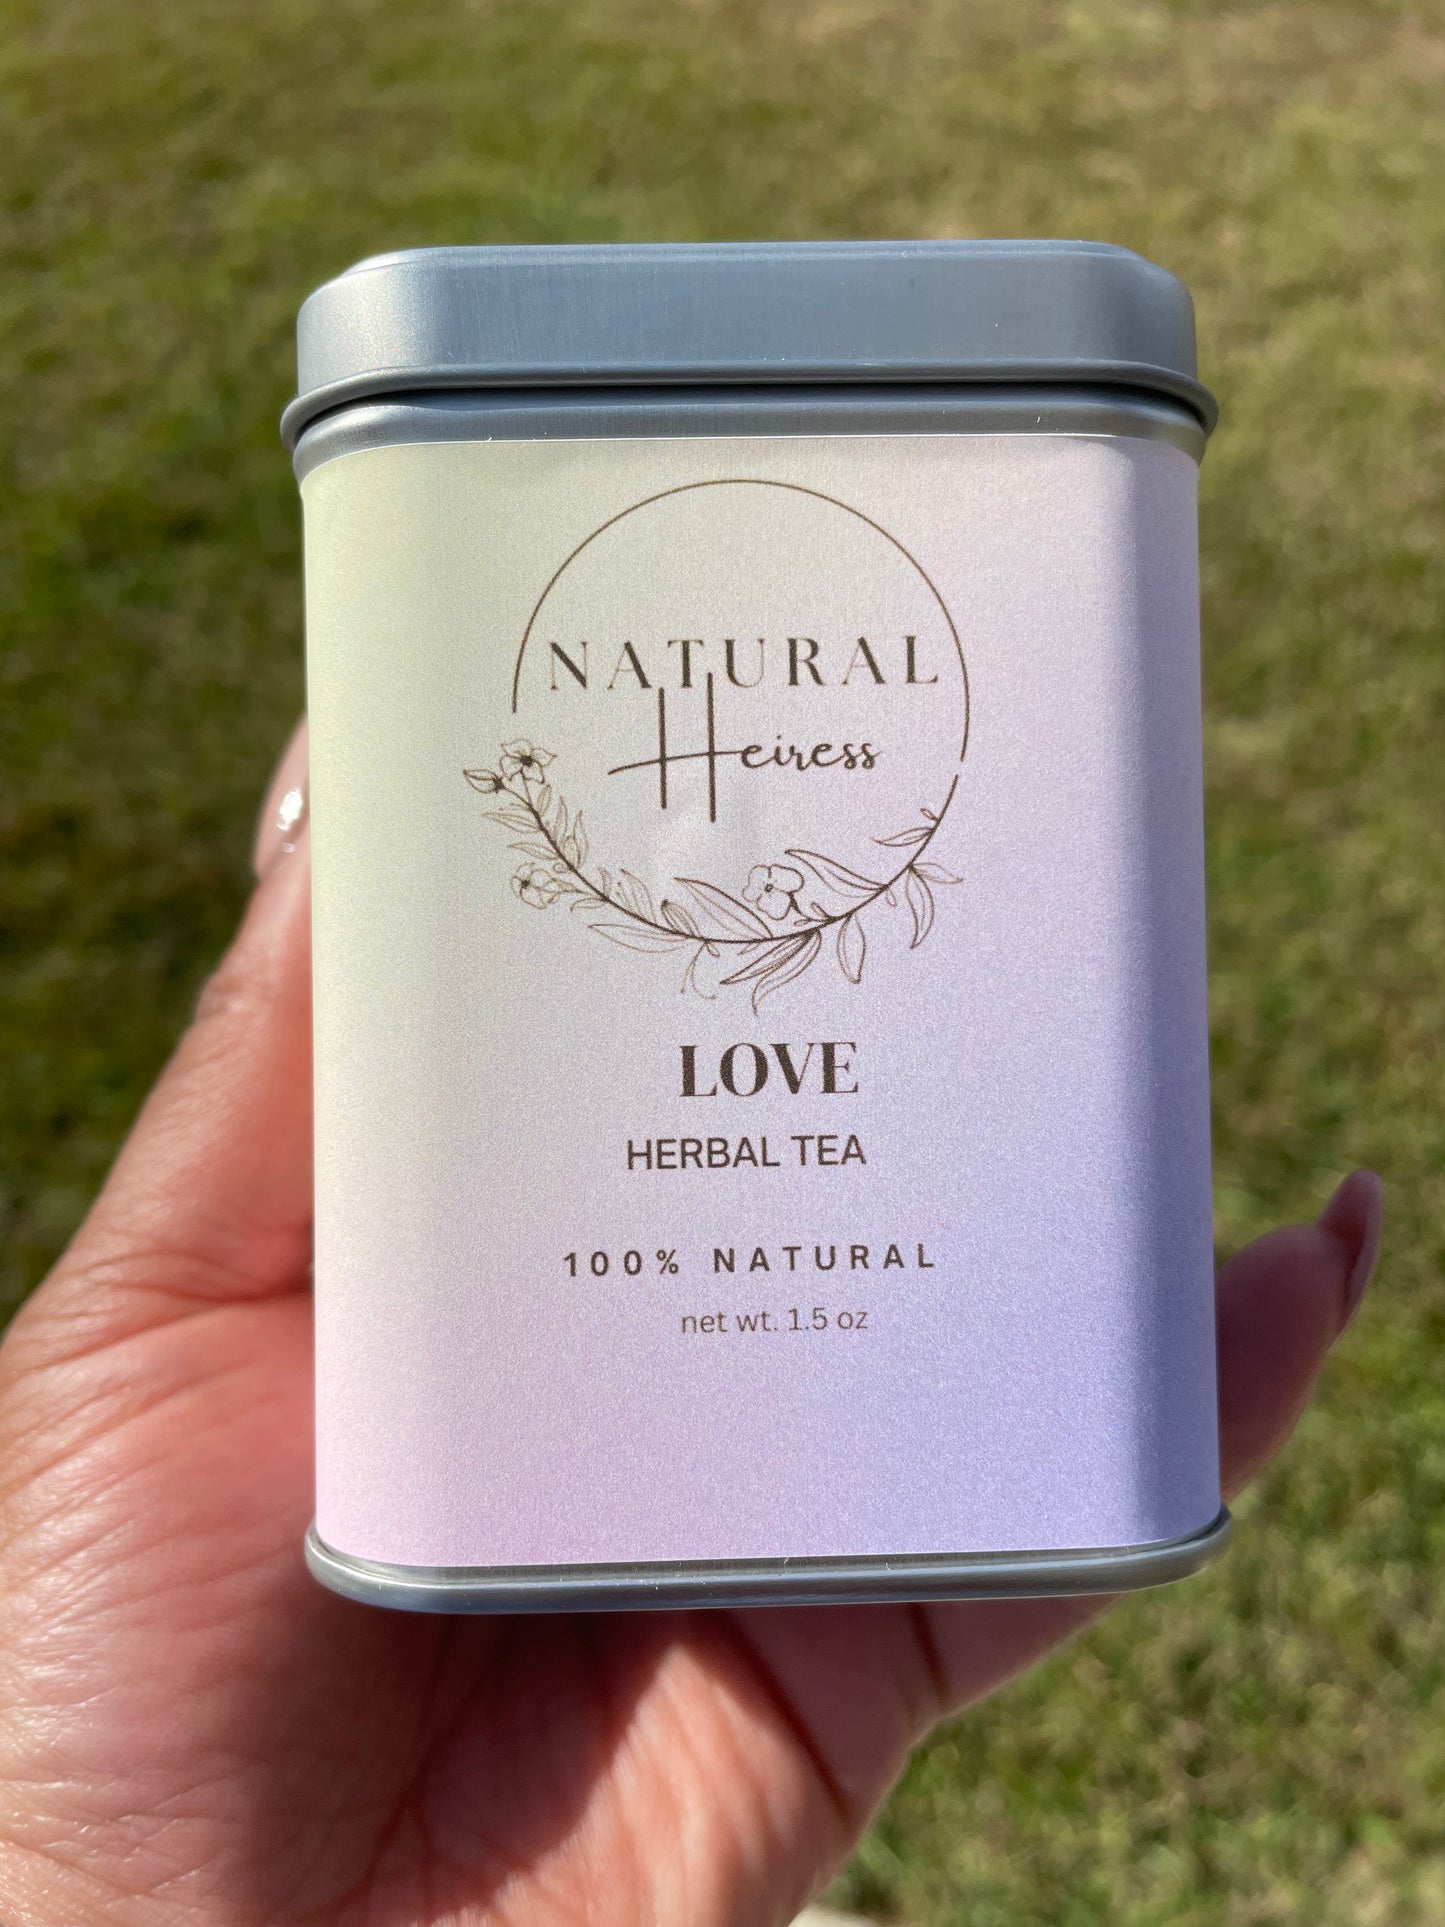 NATURAL
Heiress
LOVE
HERBAL TEA
100% NATURAL
net wt. 1.5 oz